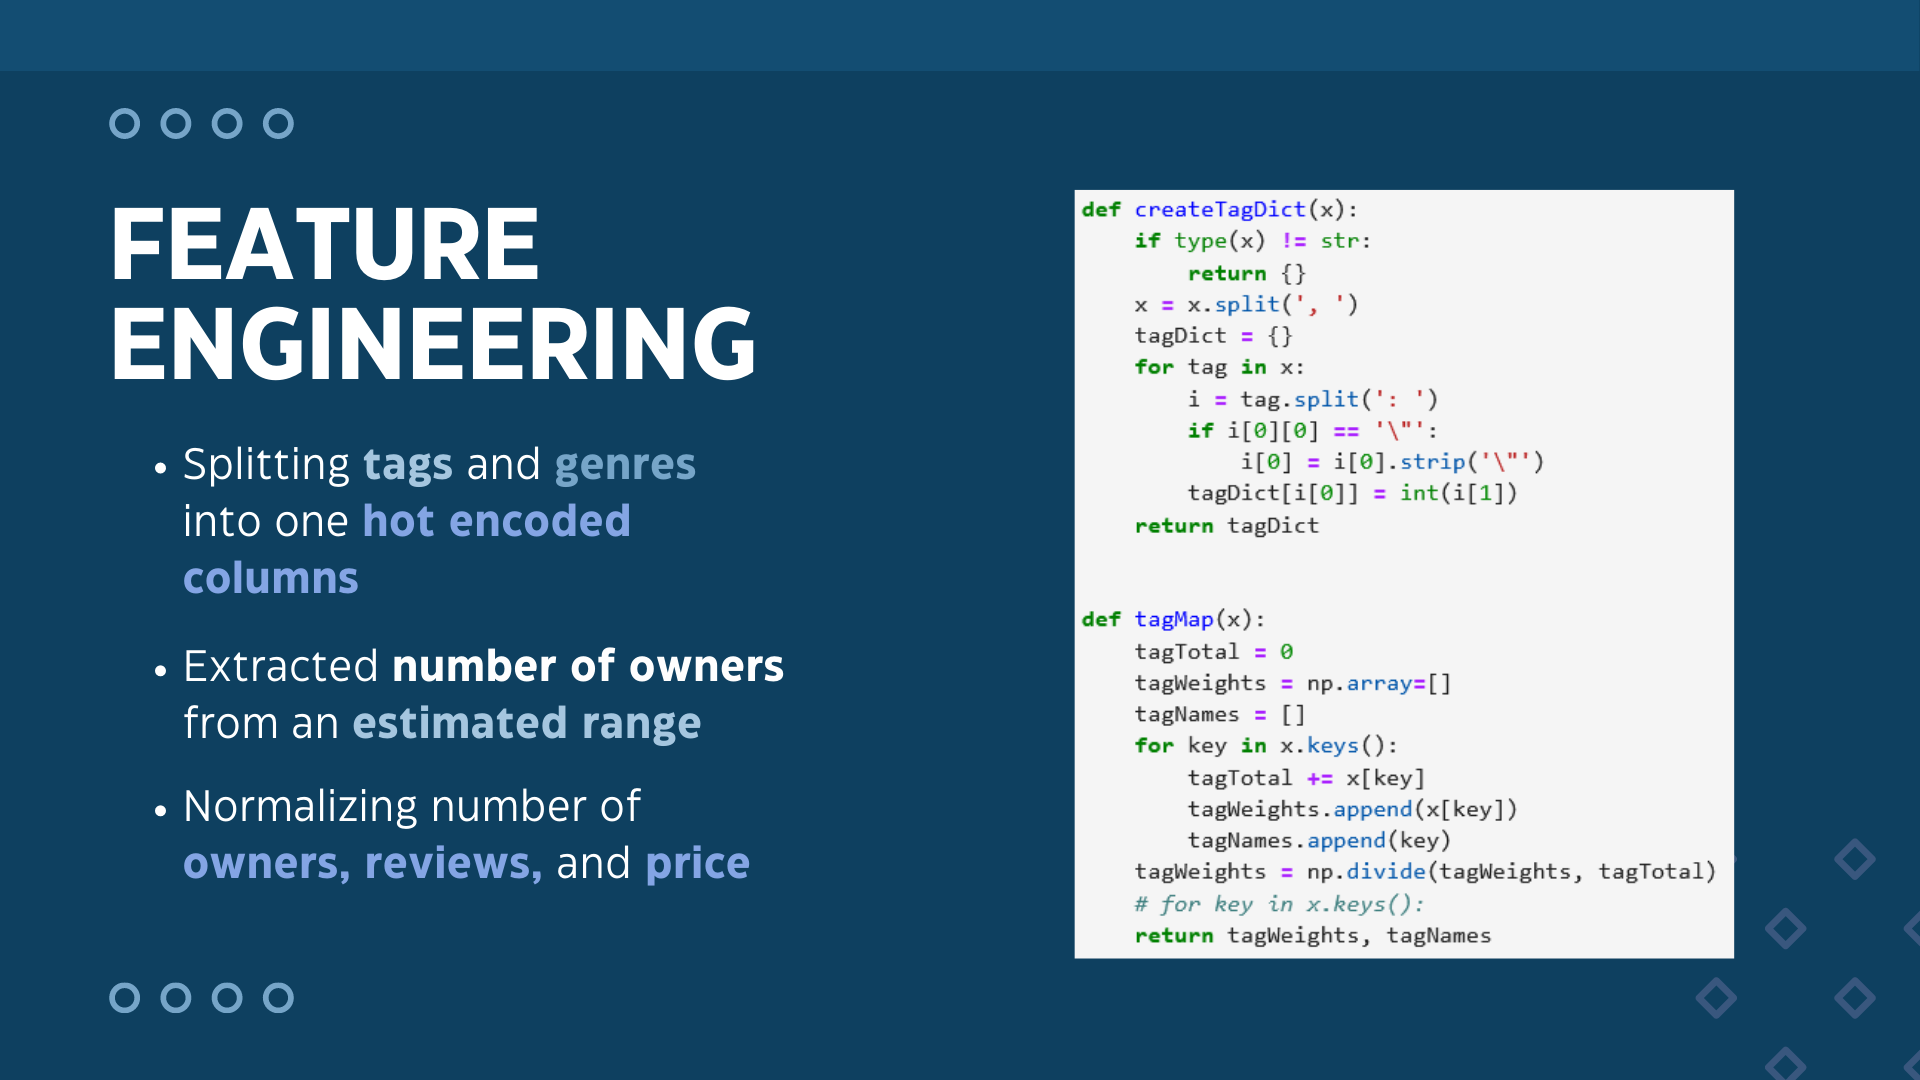 FEATURE
ENGINEERING
• Splitting tags and genres
into one hot encoded
columns
• Extracted number of owners
from an estimated range
• Normalizing number of
owners, reviews, and price
def createTagDict(x):
    if type(x) != str:
        return {}
    x = x.split(', ')
    tagDict = {}
    for tag in x:
        i = tag.split(': ')
        if i[0][0] == '\"':
            i[0] = i[0].strip('\"')
        tagDict[i[0]] = int(i[1])
    return tagDict
def tagMap(x):
    tagTotal = 0
    tagWeights = np.array=[]
    tagNames = []
    for key in x.keys():
        tagTotal += x[key]
        tagWeights.append(x[key])
        tagNames.append(key)
    tagWeights = np.divide(tagWeights, tagTotal)
    # for key in x.keys():
    return tagWeights, tagNames